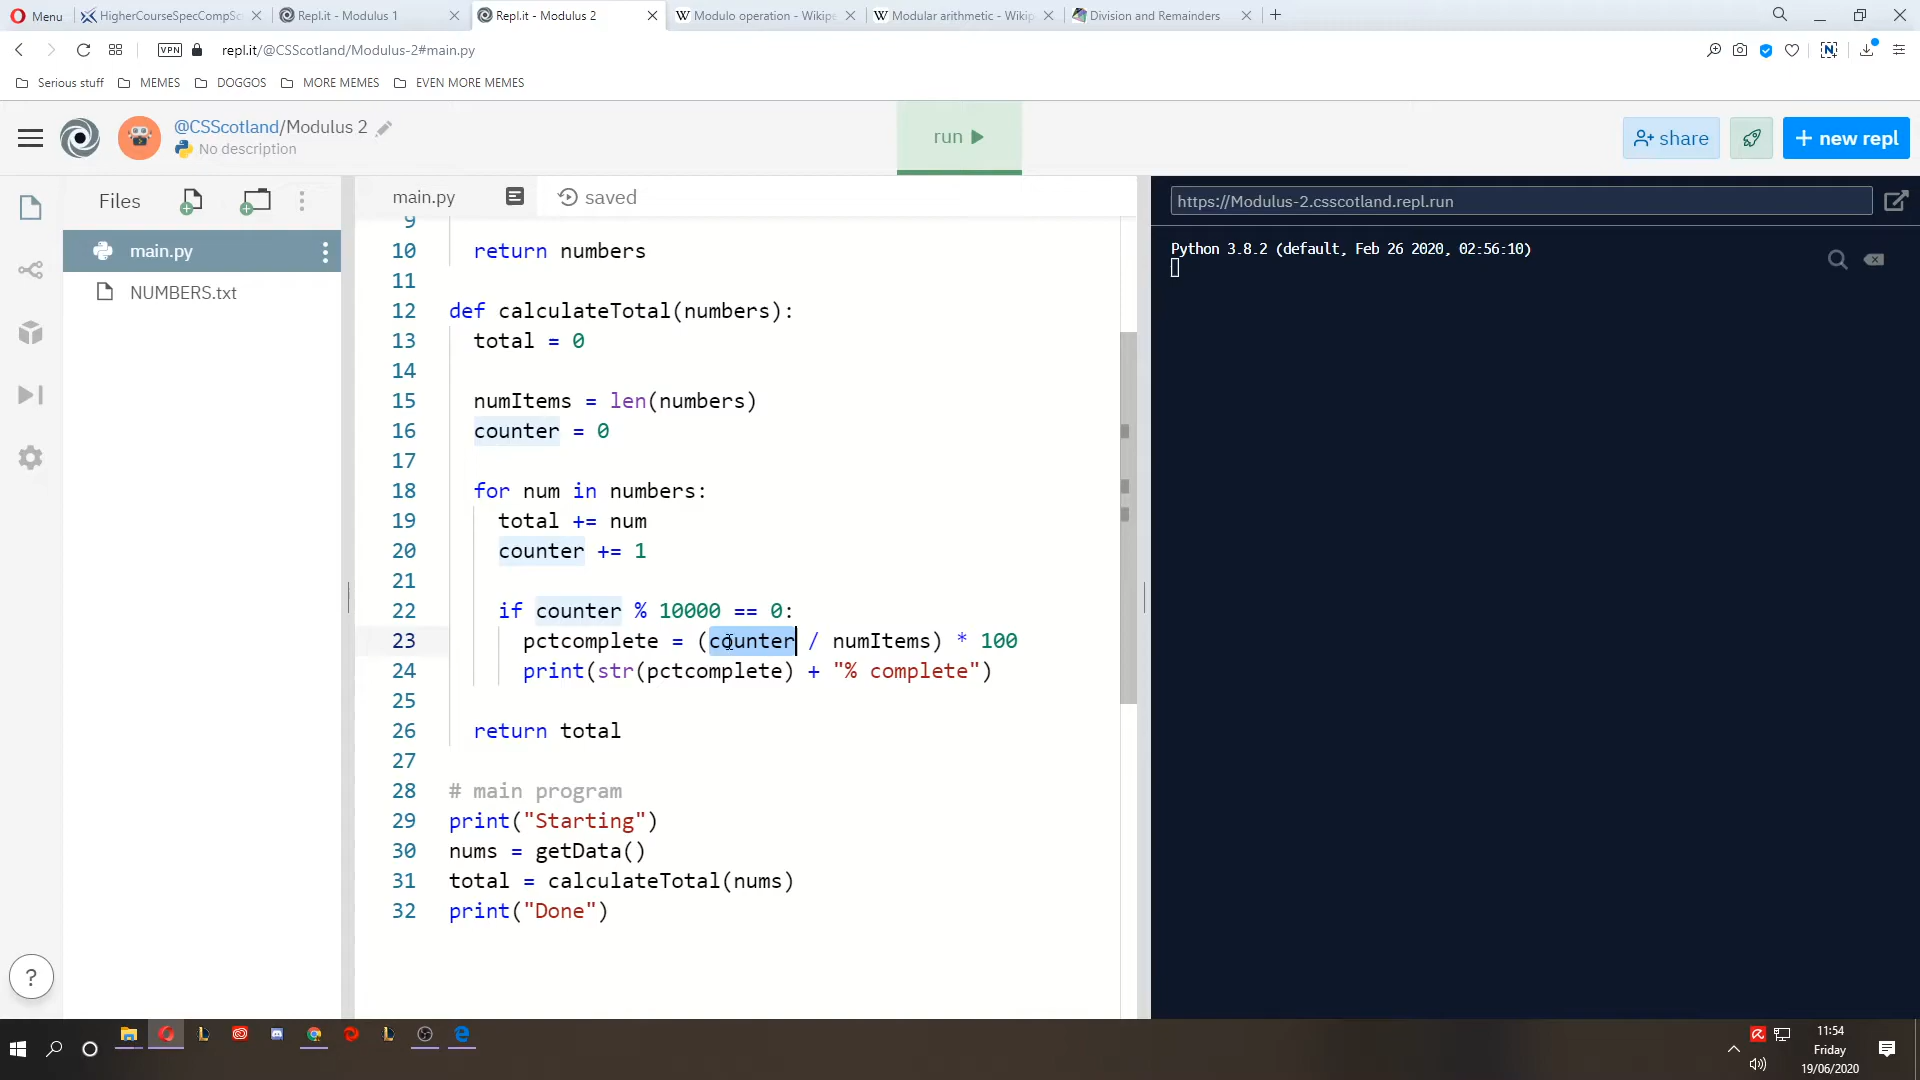 Menu
HigherCourseSpecCompSc
Repl.it - Modulus 1
Repl.it - Modulus 2
Modulo operation - Wikipe
Modular arithmetic - Wikip
Division and Remainders
VPN
repl.it/@CSScotland/Modulus-2#main.py
Serious stuff
MEMES
DOGGOS
MORE MEMES
EVEN MORE MEMES
@CSScotland/Modulus 2
No description
run
share
+ new repl
Files
main.py
NUMBERS.txt
main.py
saved
9
10 return numbers
11
12 def calculateTotal(numbers):
13 total = 0
14
15 numItems = len(numbers)
16 counter = 0
17
18 for num in numbers:
19 total += num
20 counter += 1
21
22 if counter % 10000 == 0:
23 pctcomplete = (counter / numItems) * 100
24 print(str(pctcomplete) + "% complete")
25
26 return total
27
28 # main program
29 print("Starting")
30 nums = getData()
31 total = calculateTotal(nums)
32 print("Done")
https://Modulus-2.csscotland.repl.run
Python 3.8.2 (default, Feb 26 2020, 02:56:10)
?
11:54
Friday
19/06/2020